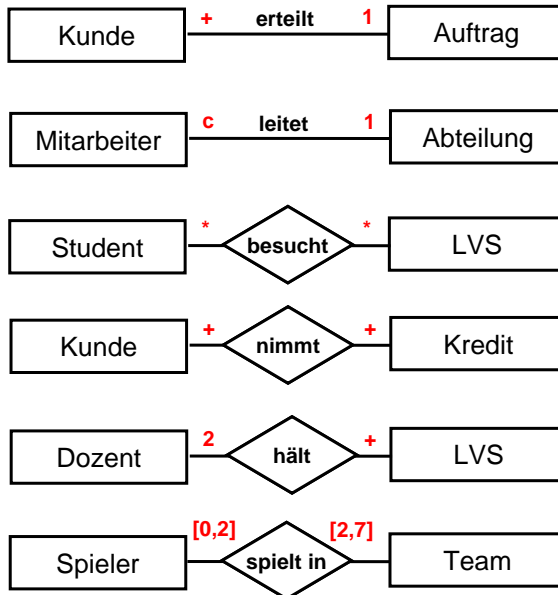 Kunde + erteilt 1 Auftrag
Mitarbeiter c leitet 1 Abteilung
Student * besucht * LVS
Kunde + nimmt + Kredit
Dozent 2 hält + LVS
Spieler [0,2] spielt in [2,7] Team